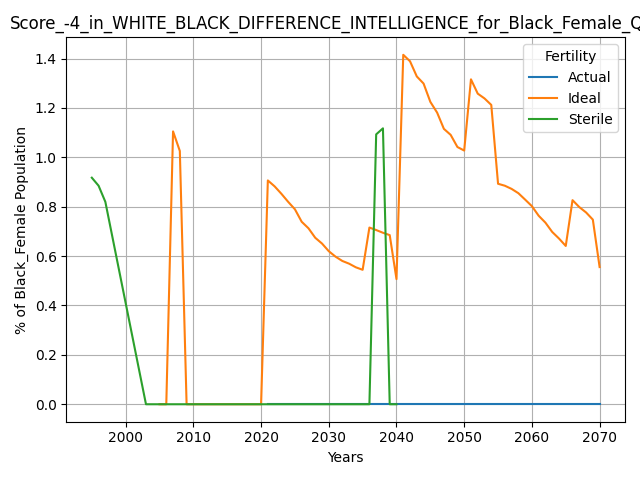 Score_-4_in_WHITE_BLACK_DIFFERENCE_INTELLIGENCE_for_Black_Female_Q
Fertility
Actual
Ideal
Sterile
% of Black_Female Population
1.4
1.2
1.0
0.8
0.6
0.4
0.2
0.0
2000 2010 2020 2030 2040 2050 2060 2070
Years